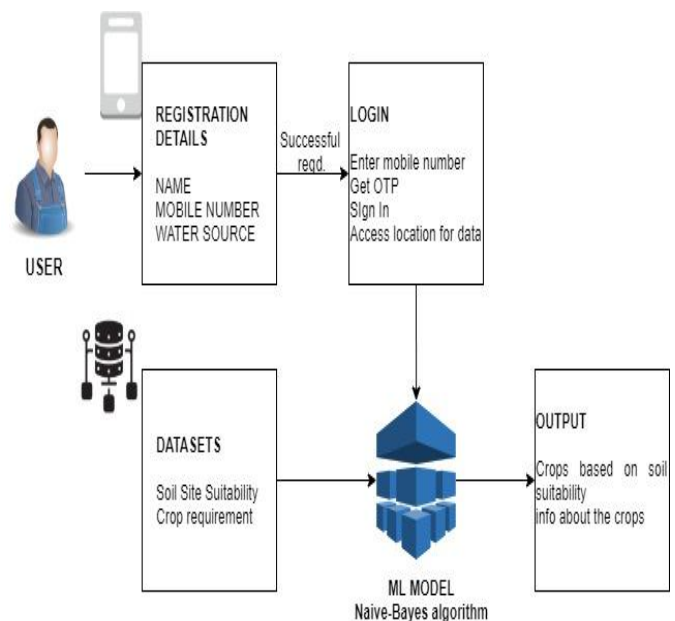 REGISTRATION
DETAILS
NAME
MOBILE NUMBER
WATER SOURCE
Successful
regd.
LOGIN
Enter mobile number
Get OTP
SIgn In
Access location for data
USER
DATASETS
Soil Site Suitability
Crop requirement
ML MODEL
Naive-Bayes algorithm
OUTPUT
Crops based on soil
suitability
info about the crops